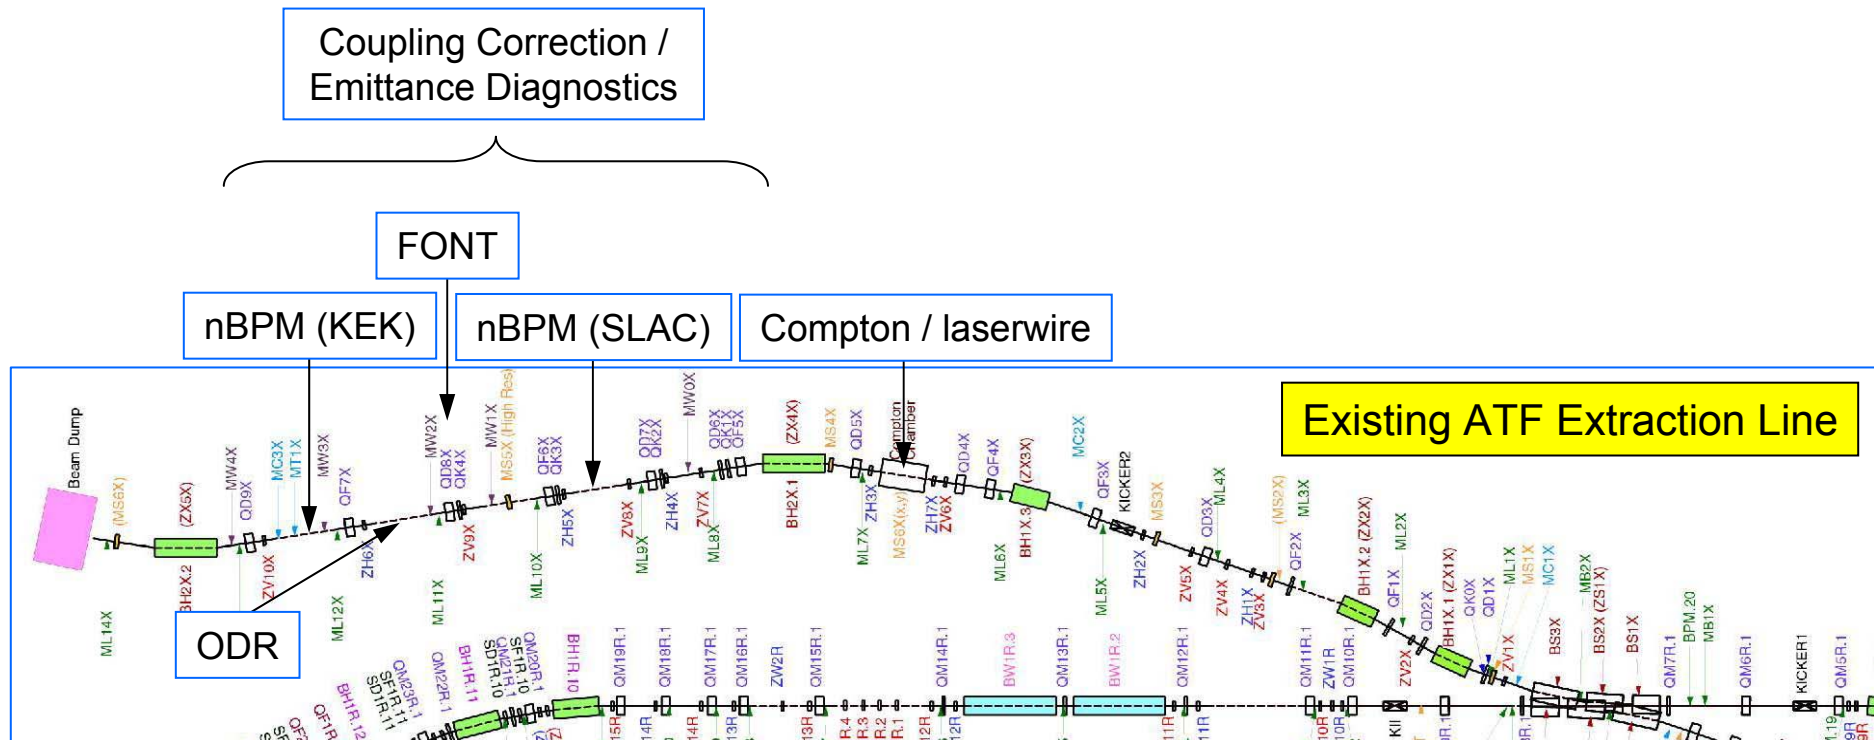 Coupling Correction /
Emittance Diagnostics
FONT
nBPM (KEK)
nBPM (SLAC)
Compton / laserwire
Existing ATF Extraction Line
ODR
Beam Dump
(MS6X)
(ZX5X)
MW4X
QD9X
MC3X
MT1X
MW3X
QF7X
MW2X
QD8X
QK4X
MW1X
MS5X (High Res)
QF6X
QK3X
QD7X
QK2X
MW0X
QD6X
QK1X
QF5X
(ZX4X)
MS4X
QD5X
Compton
Chamber
QD4X
QF4X
(ZX3X)
MC2X
QF3X
KICKER2
MS3X
QD3X
ML4X
(MS2X)
ML3X
QF2X
BH1X.2 (ZX2X)
ML2X
QF1X
QD2X
BH1X.1 (ZX1X)
QK0X
QD1X
ML1X
MS1X
MC1X
MB2X
BS3X
BS2X (ZS1X)
BS1X
QM7R.1
BPM.20
MB1X
QM6R.1
KICKER1
QM5R.1
ML14X
BH2X.2
ZV10X
ML12X
ZH6X
ML11X
ZV9X
ML10X
ZH5X
ZV8X
ML9X
ZH4X
ZV7X
ML8X
BH2X.1
ML7X
ZH3X
MS6X(x,y)
ZH7X
ZV6X
ML6X
BH1X.3
ML5X
ZH2X
ZV5X
ZV4X
ZH1X
ZV3X
ZV2X
ZV1X
BH1R.12
QM23R.1
SF1R.11
SD1R.11
QM22R.1
BH1R.11
SD1R.10
QM21R.1
SF1R.10
QM20R.1
BH1R.10
QM19R.1
QM18R.1
QM17R.1
QM16R.1
ZW2R
QM15R.1
QM14R.1
BW1R.3
QM13R.1
BW1R.2
QM12R.1
QM11R.1
ZW1R
QM10R.1